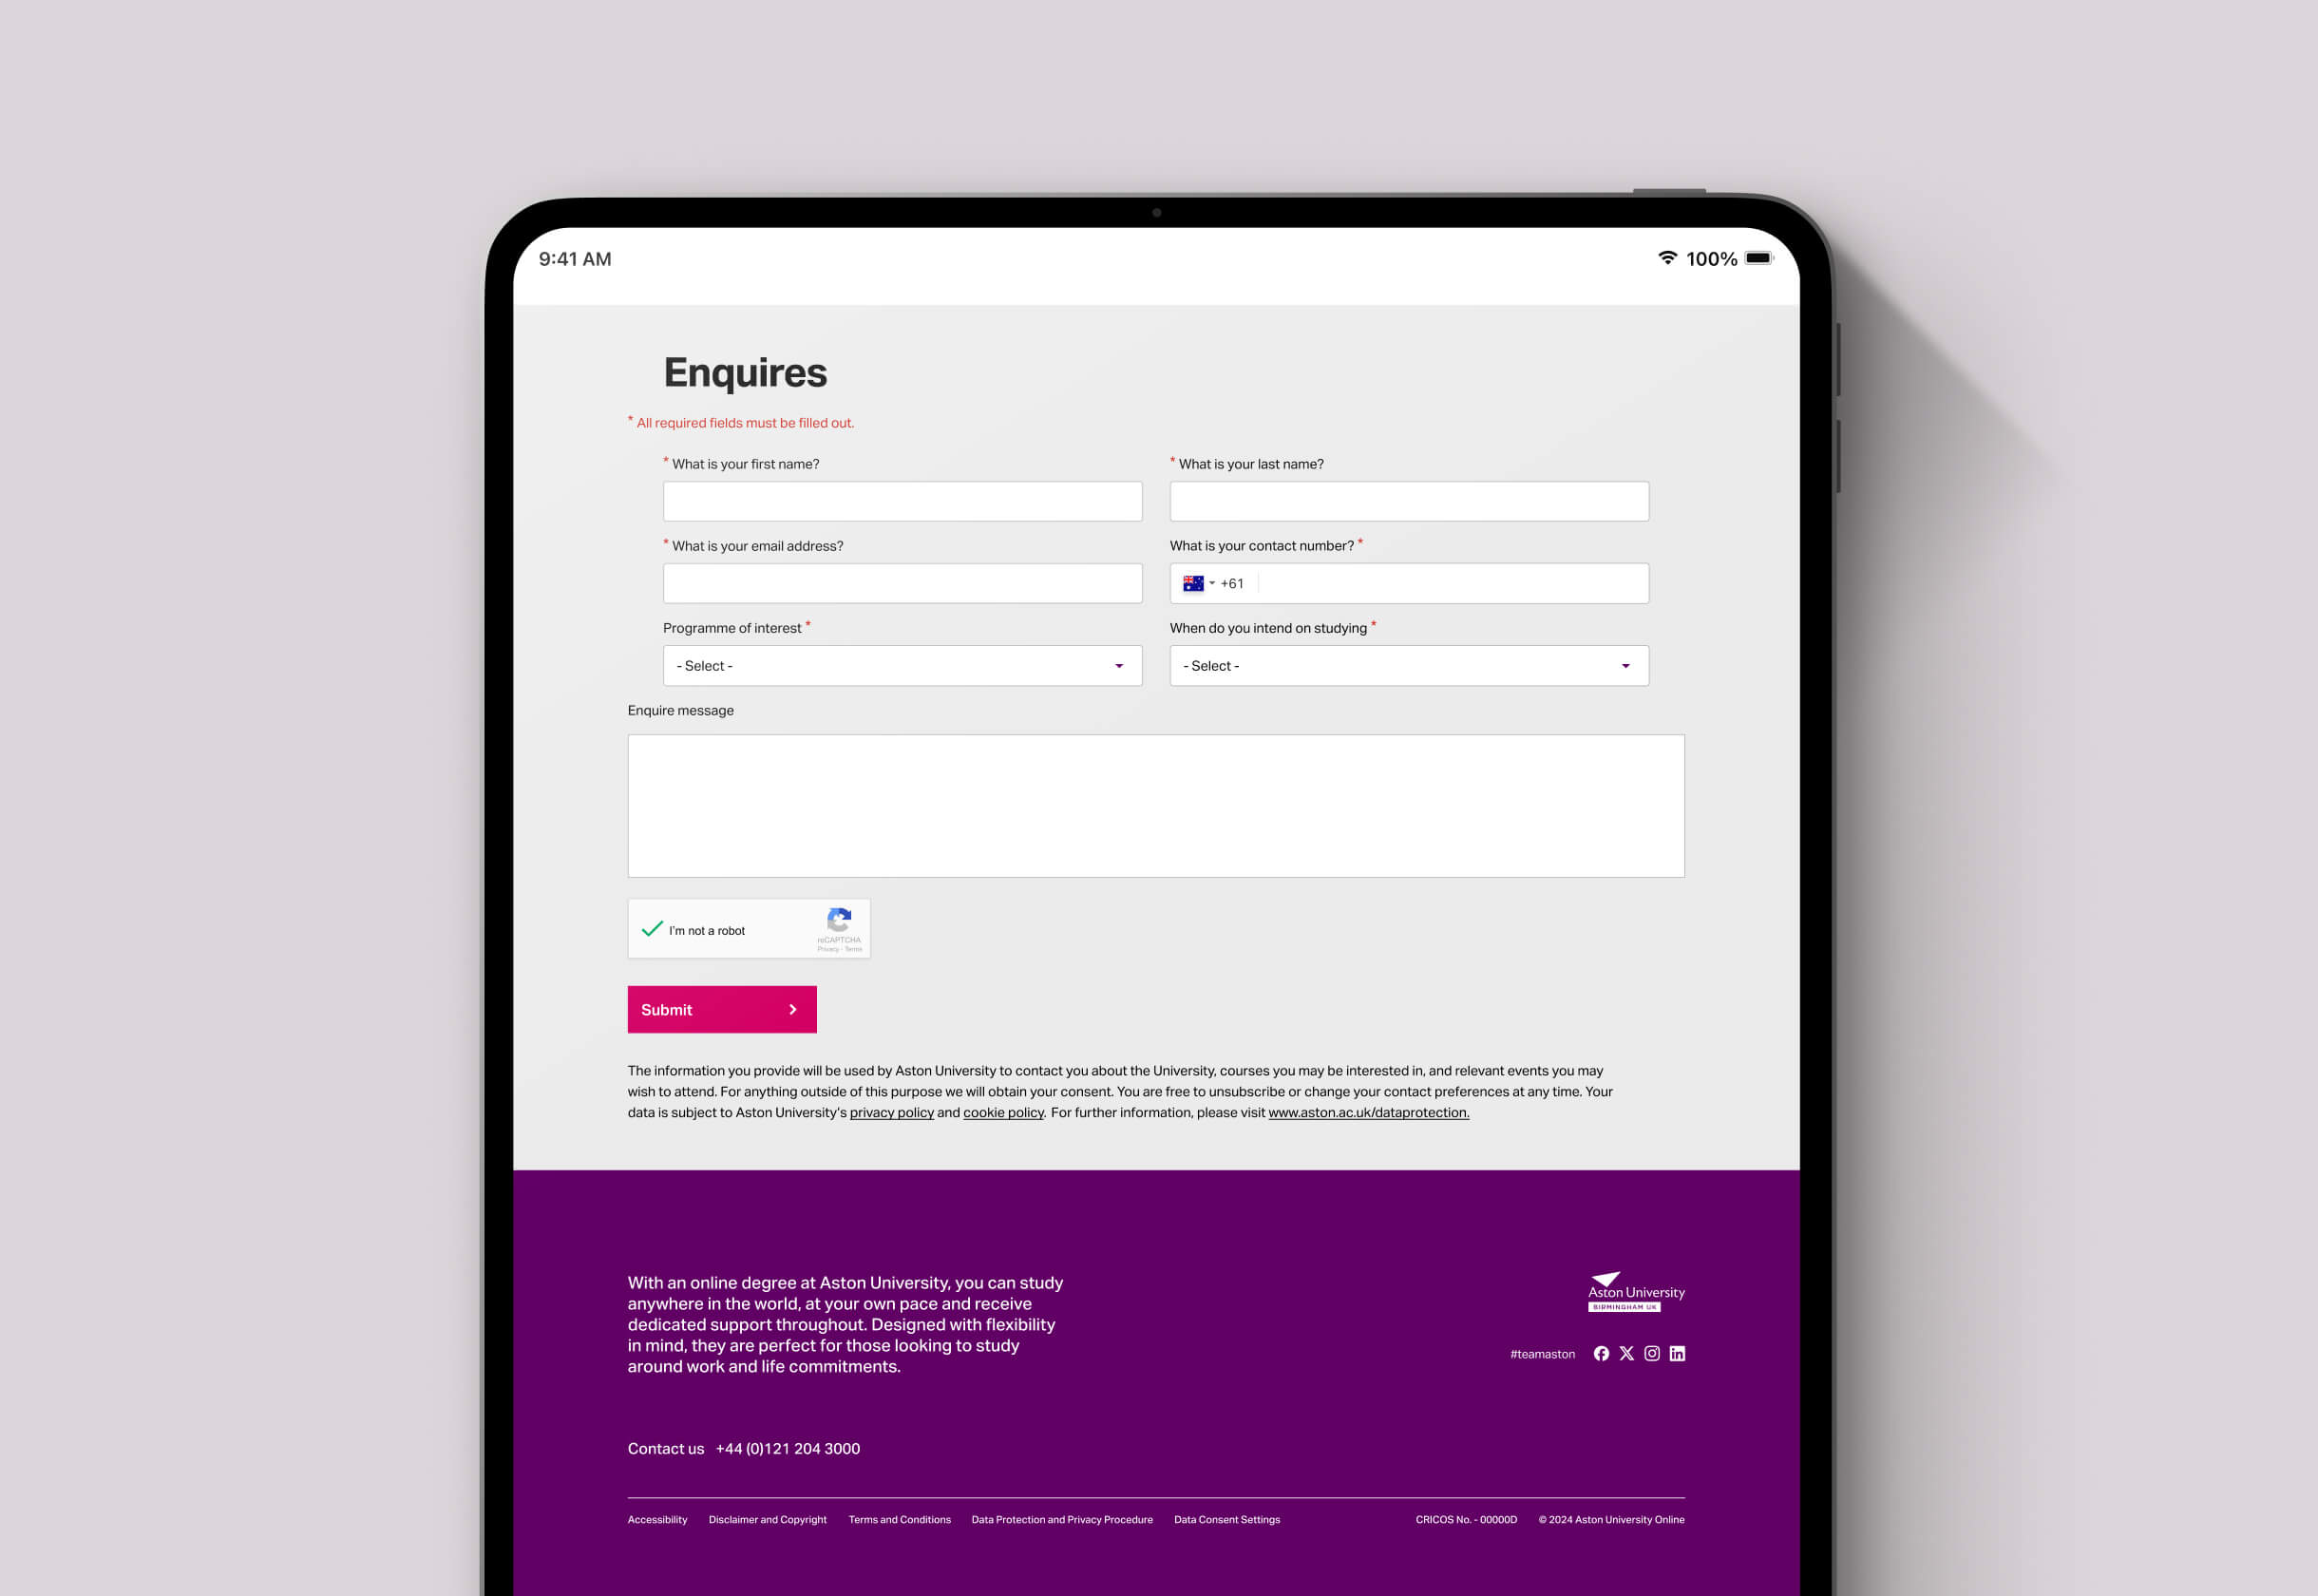 9:41 AM 100%
Enquires
* All required fields must be filled out.
* What is your first name?
* What is your last name?
* What is your email address?
What is your contact number? *
+61
Programme of interest *
When do you intend on studying *
- Select -
- Select -
Enquire message
I'm not a robot
reCAPTCHA
Privacy - Terms
Submit
The information you provide will be used by Aston University to contact you about the University, courses you may be interested in, and relevant events you may
wish to attend. For anything outside of this purpose we will obtain your consent. You are free to unsubscribe or change your contact preferences at any time. Your
data is subject to Aston University's privacy policy and cookie policy. For further information, please visit www.aston.ac.uk/dataprotection.
With an online degree at Aston University, you can study
anywhere in the world, at your own pace and receive
dedicated support throughout. Designed with flexibility
in mind, they are perfect for those looking to study
around work and life commitments.
Aston University
BIRMINGHAM UK
#teamaston
Contact us +44 (0)121 204 3000
Accessibility Disclaimer and Copyright Terms and Conditions Data Protection and Privacy Procedure Data Consent Settings CRICOS No. - 00000D © 2024 Aston University Online